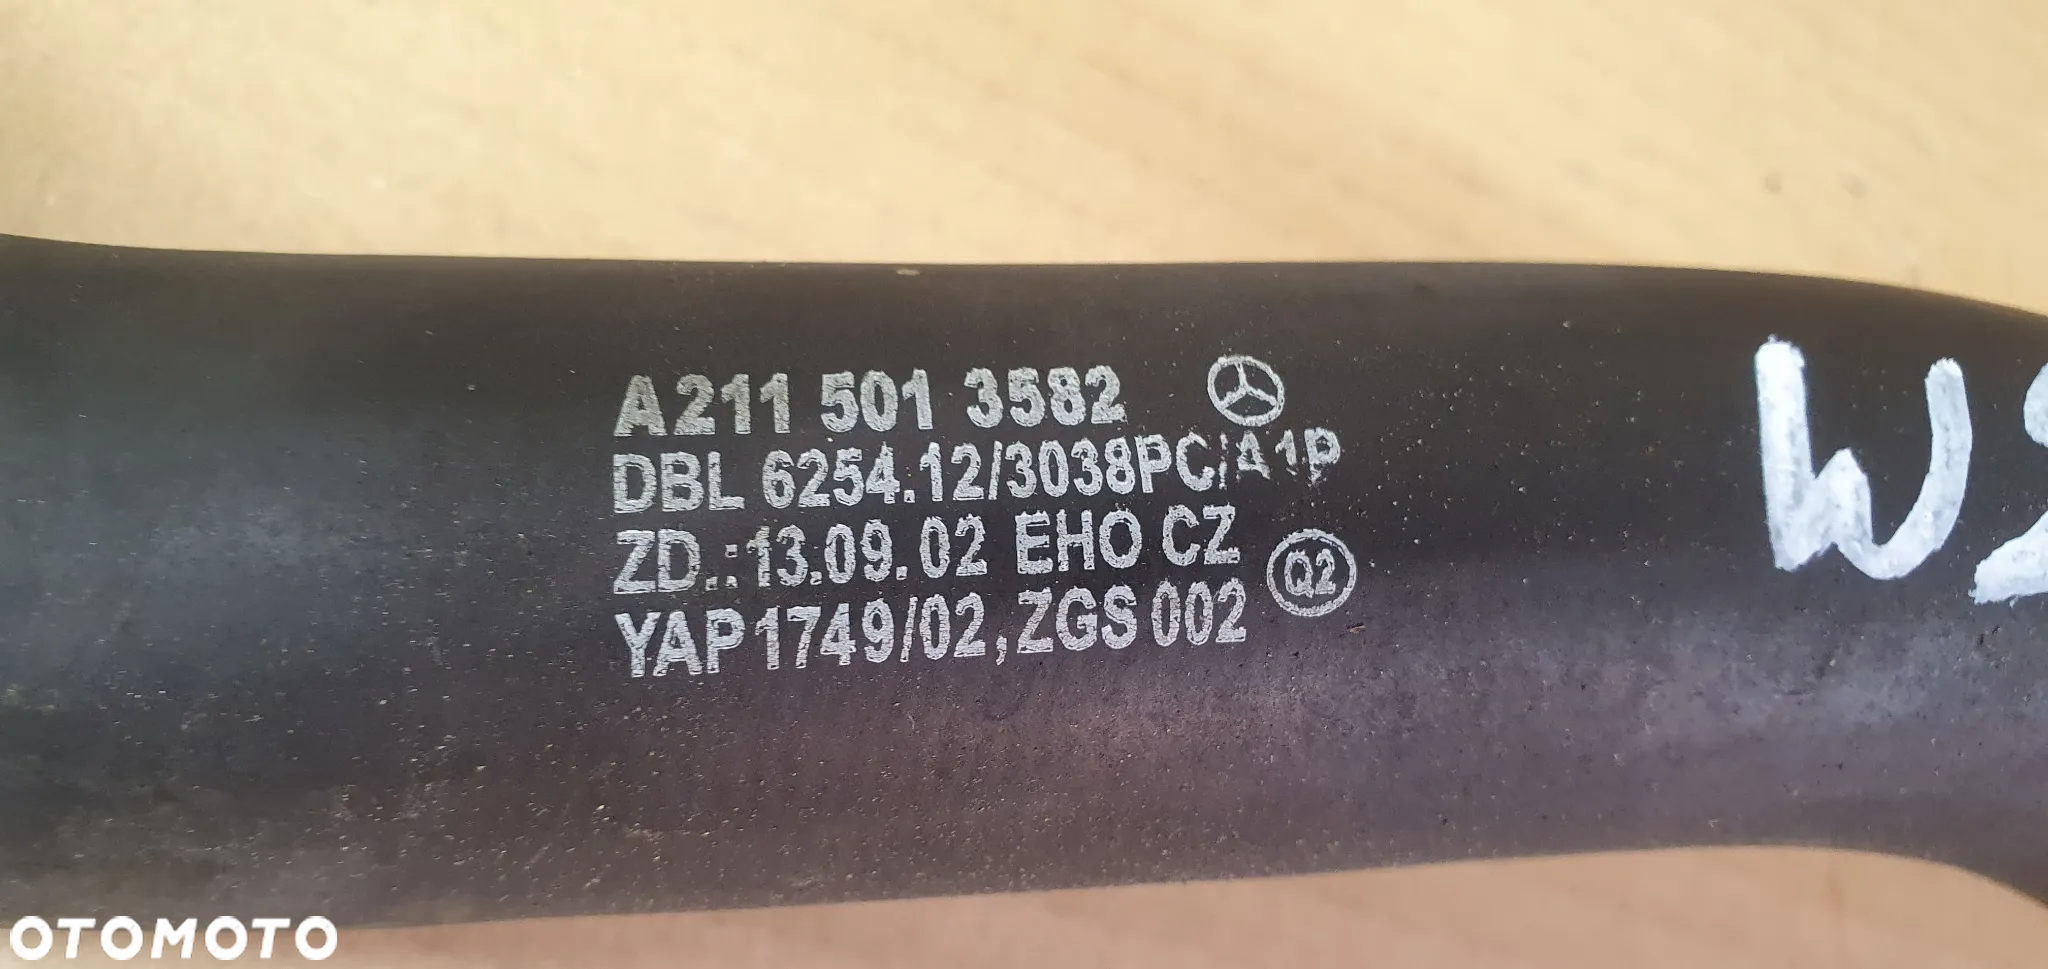 A211 501 3582
DBL 6254.12/3038PC/A1P
ZD.:13.09.02 EHO CZ
YAP1749/02,ZGS 002
Q2
W
OTOMOTO